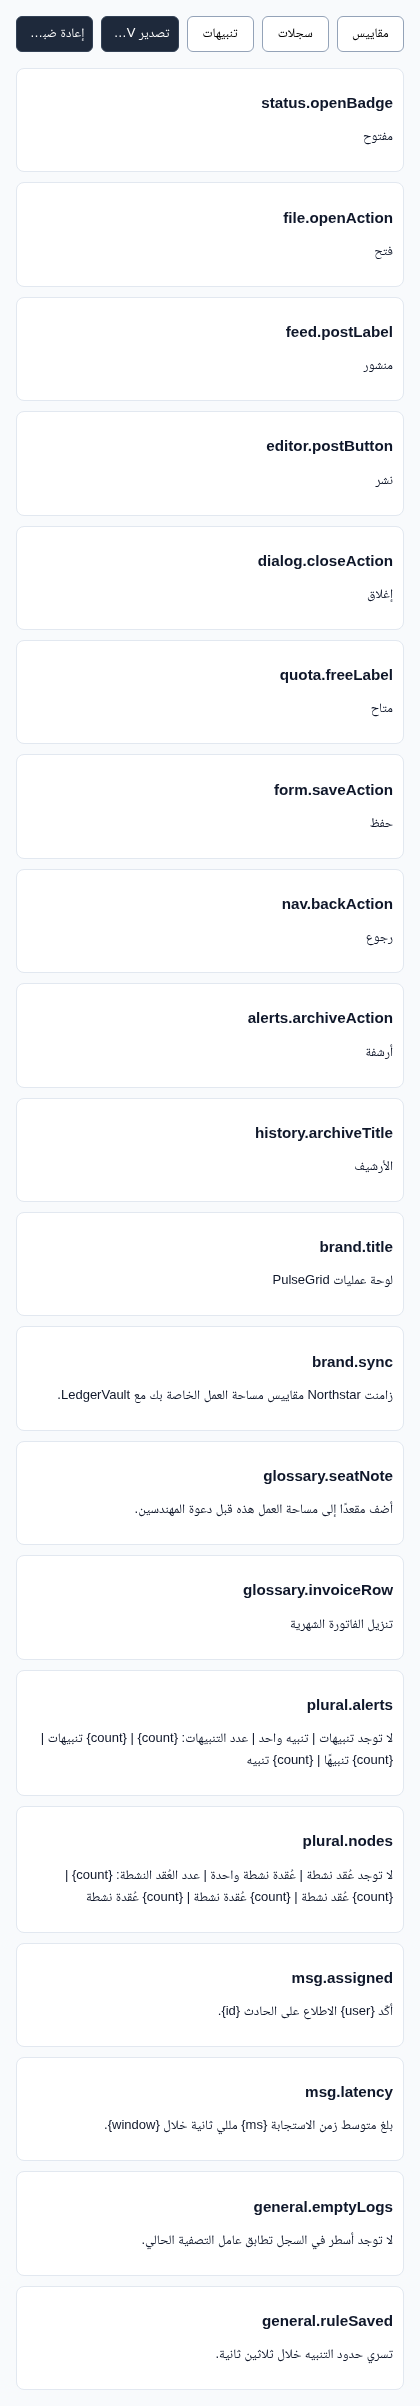 مقاييس
سجلات
تنبيهات
تصدير V...
إعادة ضبـ...
status.openBadge
مفتوح
file.openAction
فتح
feed.postLabel
منشور
editor.postButton
نشر
dialog.closeAction
إغلاق
quota.freeLabel
متاح
form.saveAction
حفظ
nav.backAction
رجوع
alerts.archiveAction
أرشفة
history.archiveTitle
الأرشيف
brand.title
لوحة عمليات PulseGrid
brand.sync
زامنت Northstar مقاييس مساحة العمل الخاصة بك مع LedgerVault.
glossary.seatNote
أضف مقعدًا إلى مساحة العمل هذه قبل دعوة المهندسين.
glossary.invoiceRow
تنزيل الفاتورة الشهرية
plural.alerts
لا توجد تنبيهات | تنبيه واحد | عدد التنبيهات: {count} | {count} تنبيهات |
{count} تنبيهًا | {count} تنبيه
plural.nodes
لا توجد عُقد نشطة | عُقدة نشطة واحدة | عدد العُقد النشطة: {count} |
{count} عُقد نشطة | {count} عُقدة نشطة | {count} عُقدة نشطة
msg.assigned
أكّد {user} الاطلاع على الحادث {id}.
msg.latency
بلغ متوسط زمن الاستجابة {ms} مللي ثانية خلال {window}.
general.emptyLogs
لا توجد أسطر في السجل تطابق عامل التصفية الحالي.
general.ruleSaved
تسري حدود التنبيه خلال ثلاثين ثانية.